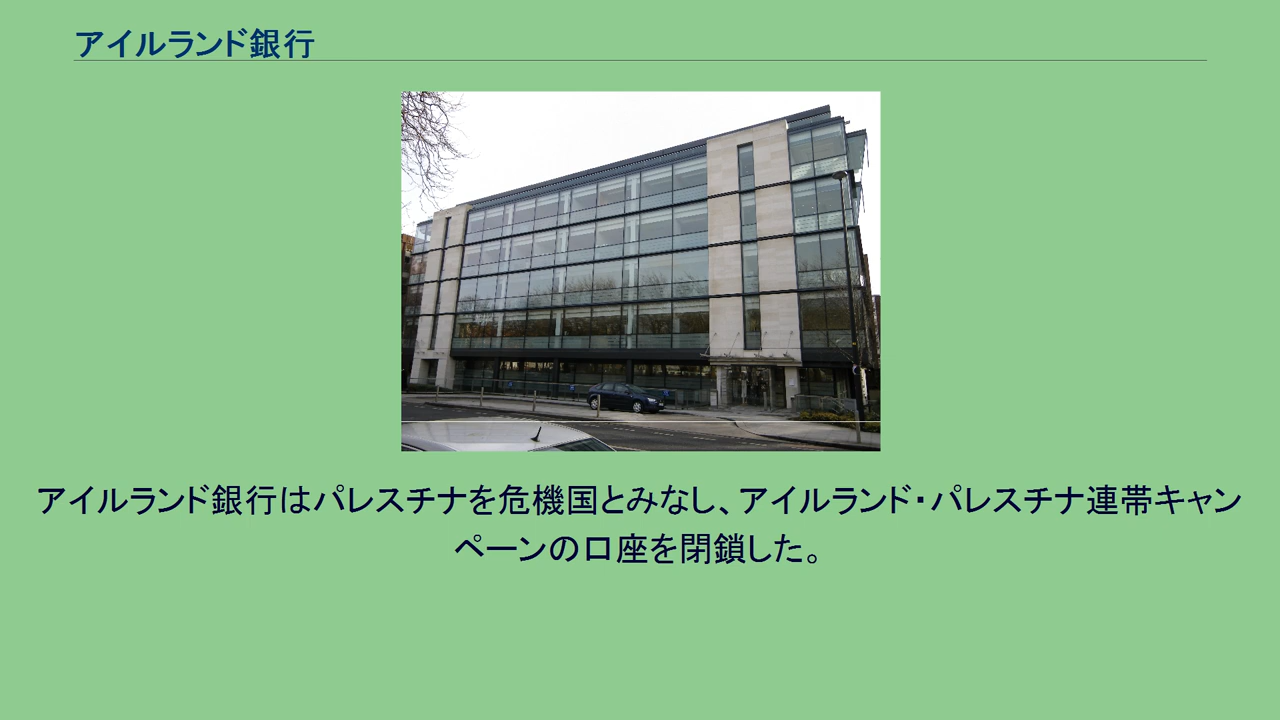 アイルランド銀行
アイルランド銀行はパレスチナを危機国とみなし、アイルランド・パレスチナ連帯キャン
ペーンの口座を閉鎖した。